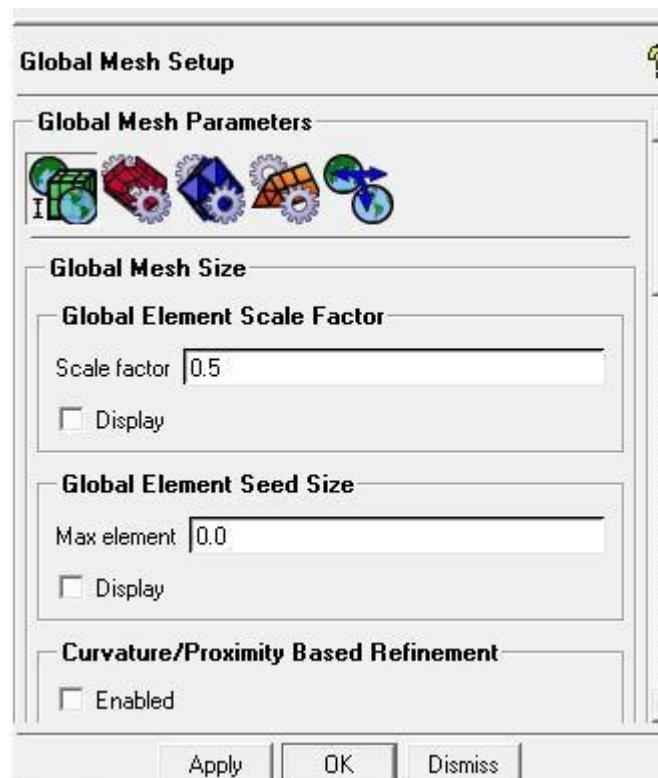 Global Mesh Setup
Global Mesh Parameters
Global Mesh Size
Global Element Scale Factor
Scale factor 0.5
Display
Global Element Seed Size
Max element 0.0
Display
Curvature/Proximity Based Refinement
Enabled
Apply OK Dismiss